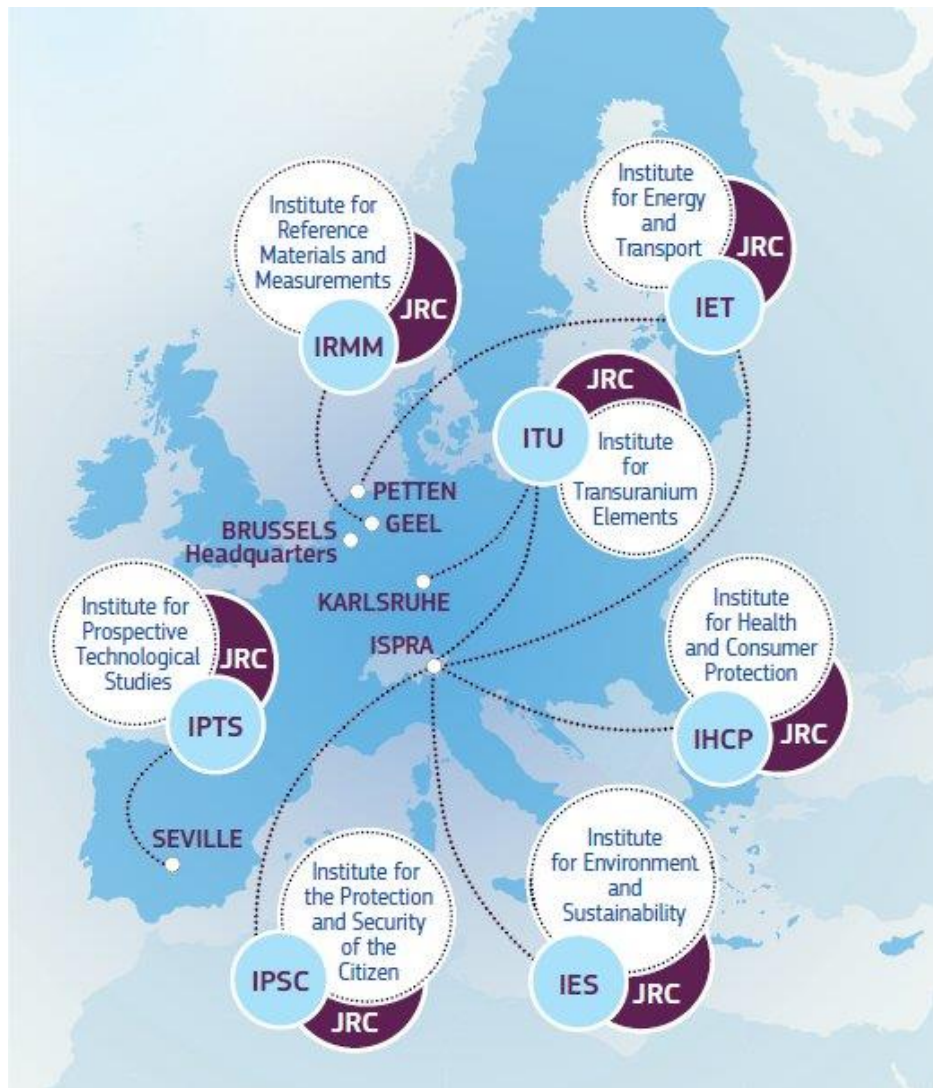 Institute
for Energy
and
Transport
JRC
IET
Institute for
Reference
Materials and
Measurements
JRC
IRMM
JRC
ITU
Institute
for
Transuranium
Elements
PETTEN
GEEL
BRUSSELS
Headquarters
KARLSRUHE
ISPRA
Institute for
Prospective
Technological
Studies
JRC
IPTS
Institute
for Health
and Consumer
Protection
IHCP
JRC
SEVILLE
Institute for
the Protection
and Security
of the
Citizen
IPSC
JRC
Institute
for Environment
and
Sustainability
IES
JRC